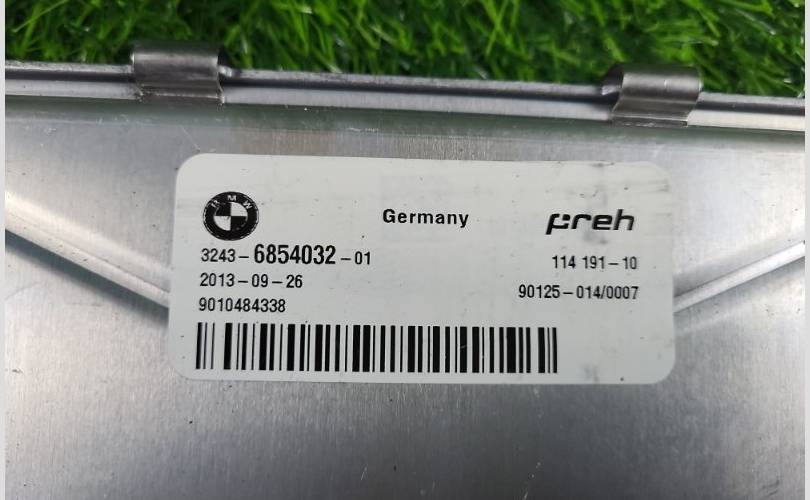 BMW
Germany
preh
3243-6854032-01
114 191-10
2013-09-26
90125-014/0007
9010484338